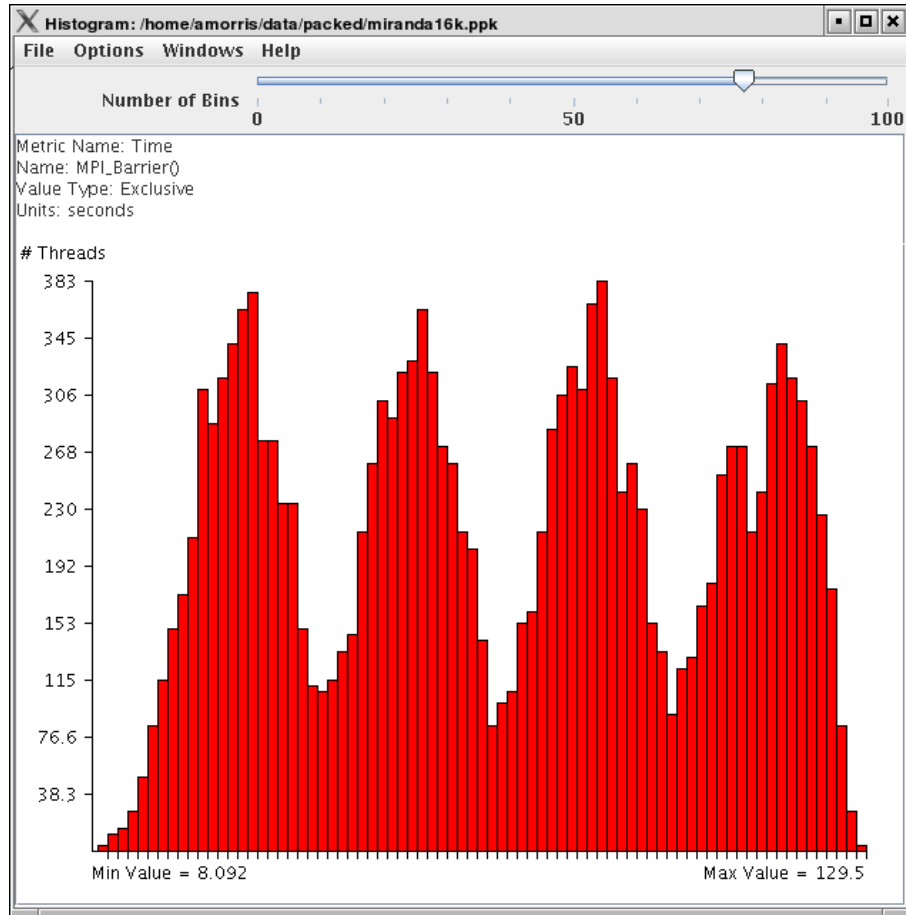 Histogram: /home/amorris/data/packed/miranda16k.ppk
File Options Windows Help
Number of Bins
0 50 100
Metric Name: Time
Name: MPI_Barrier()
Value Type: Exclusive
Units: seconds
# Threads
383
345
306
268
230
192
153
115
76.6
38.3
Min Value = 8.092 Max Value = 129.5